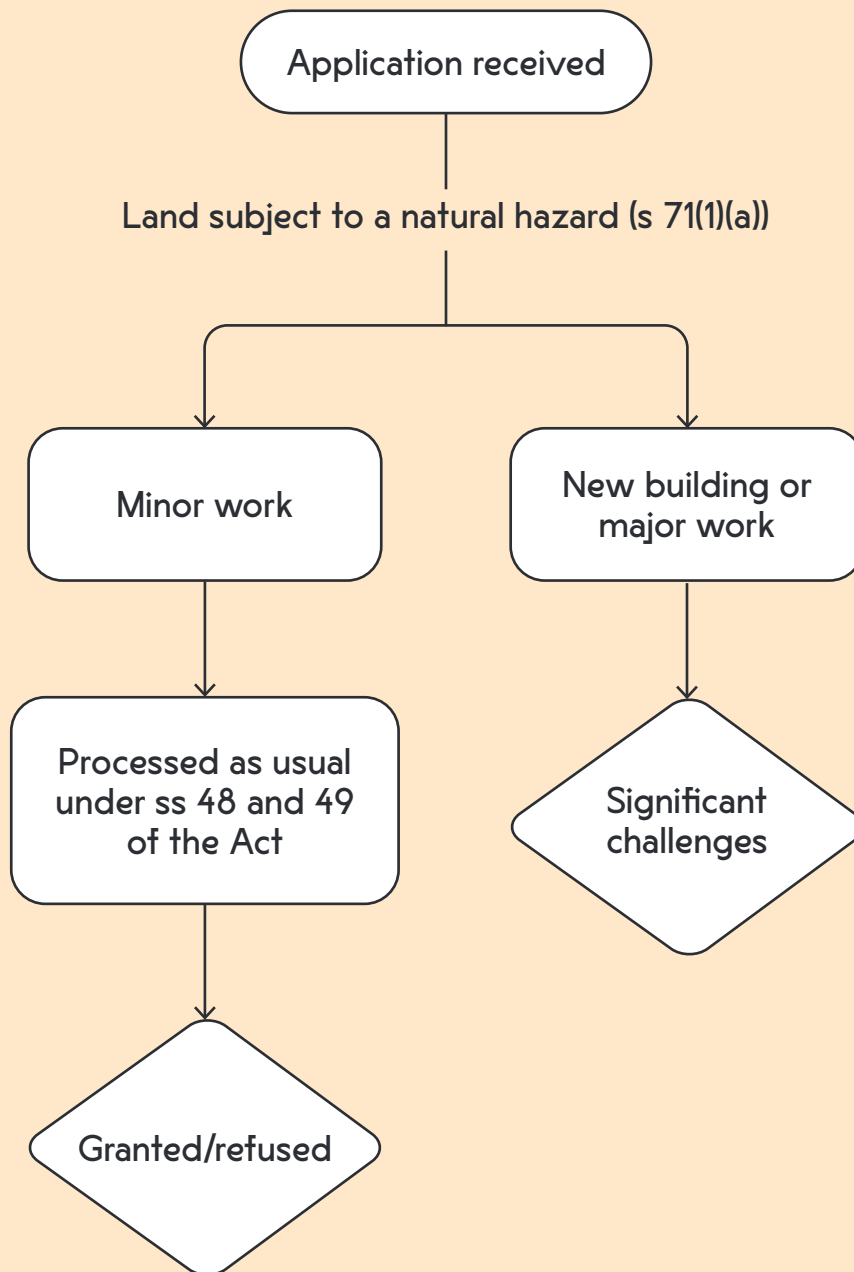 Application received
Land subject to a natural hazard (s 71(1)(a))
Minor work
New building or
major work
Processed as usual
under ss 48 and 49
of the Act
Significant
challenges
Granted/refused